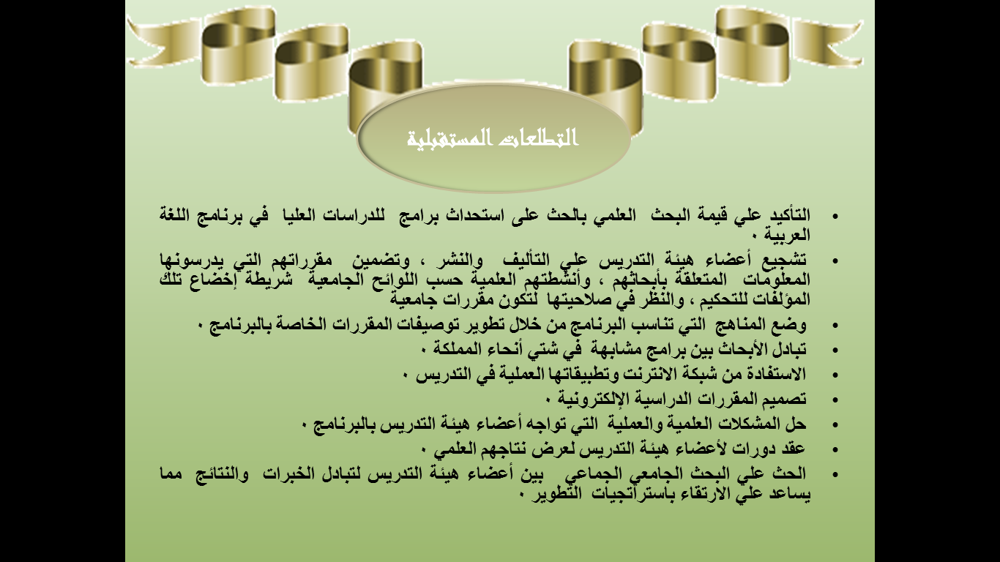 التطلعات المستقبلية
• التأكيد علي قيمة البحث العلمي بالحث على استحداث برامج للدراسات العليا في برنامج اللغة
العربية ٠
• تشجيع أعضاء هيئة التدريس علي التأليف والنشر ، وتضمين مقرراتهم التي يدرسونها
المعلومات المتعلقة بأبحاثهم ، وأنشطتهم العلمية حسب اللوائح الجامعية شريطة إخضاع تلك
المؤلفات للتحكيم ، والنظر في صلاحيتها لتكون مقررات جامعية
• وضع المناهج التي تناسب البرنامج من خلال تطوير توصيفات المقررات الخاصة بالبرنامج ٠
• تبادل الأبحاث بين برامج مشابهة في شتي أنحاء المملكة ٠
• الاستفادة من شبكة الانترنت وتطبيقاتها العملية في التدريس ٠
• تصميم المقررات الدراسية الإلكترونية ٠
• حل المشكلات العلمية والعملية التي تواجه أعضاء هيئة التدريس بالبرنامج ٠
• عقد دورات لأعضاء هيئة التدريس لعرض نتاجهم العلمي ٠
• الحث علي البحث الجامعي الجماعي بين أعضاء هيئة التدريس لتبادل الخبرات والنتائج مما
يساعد علي الارتقاء باستراتجيات التطوير ٠